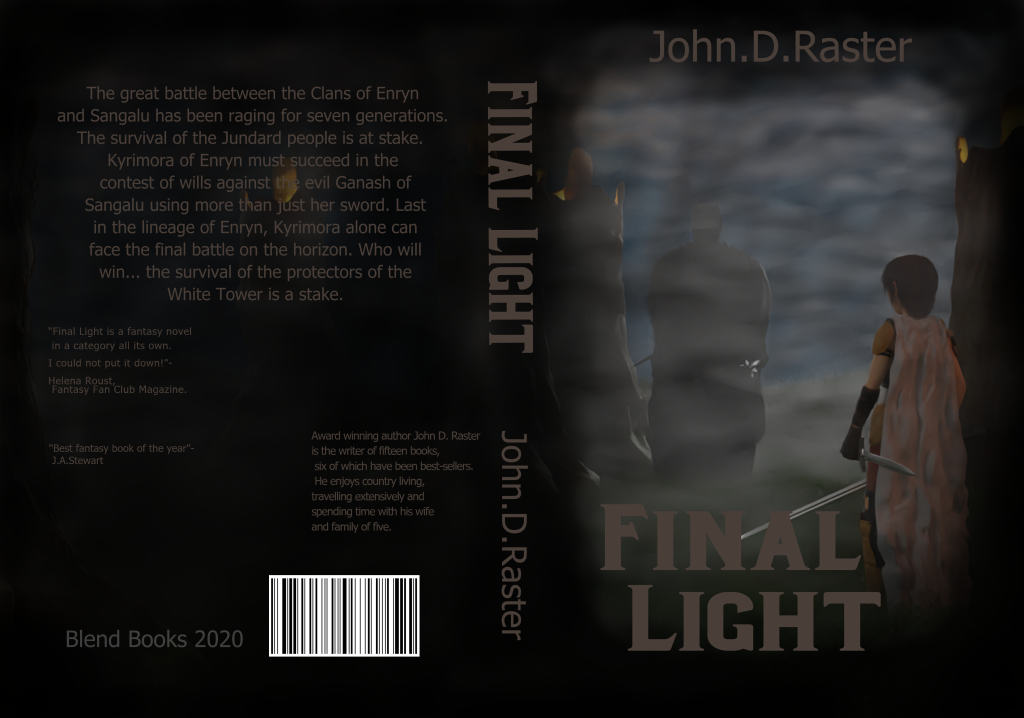 The great battle between the Clans of Enryn
and Sangalu has been raging for seven generations.
The survival of the Jundard people is at stake.
Kyrimora of Enryn must succeed in the
contest of wills against the evil Ganash of
Sangalu using more than just her sword. Last
in the lineage of Enryn, Kyrimora alone can
face the final battle on the horizon. Who will
win... the survival of the protectors of the
White Tower is a stake.
"Final Light is a fantasy novel
in a category all its own.
I could not put it down!"-
Helena Roust,
Fantasy Fan Club Magazine.
"Best fantasy book of the year"-
J.A.Stewart
Award winning author John D. Raster
is the writer of fifteen books,
six of which have been best-sellers.
He enjoys country living,
travelling extensively and
spending time with his wife
and family of five.
Blend Books 2020
FINAL LIGHT
John.D.Raster
John.D.Raster
FINAL
LIGHT